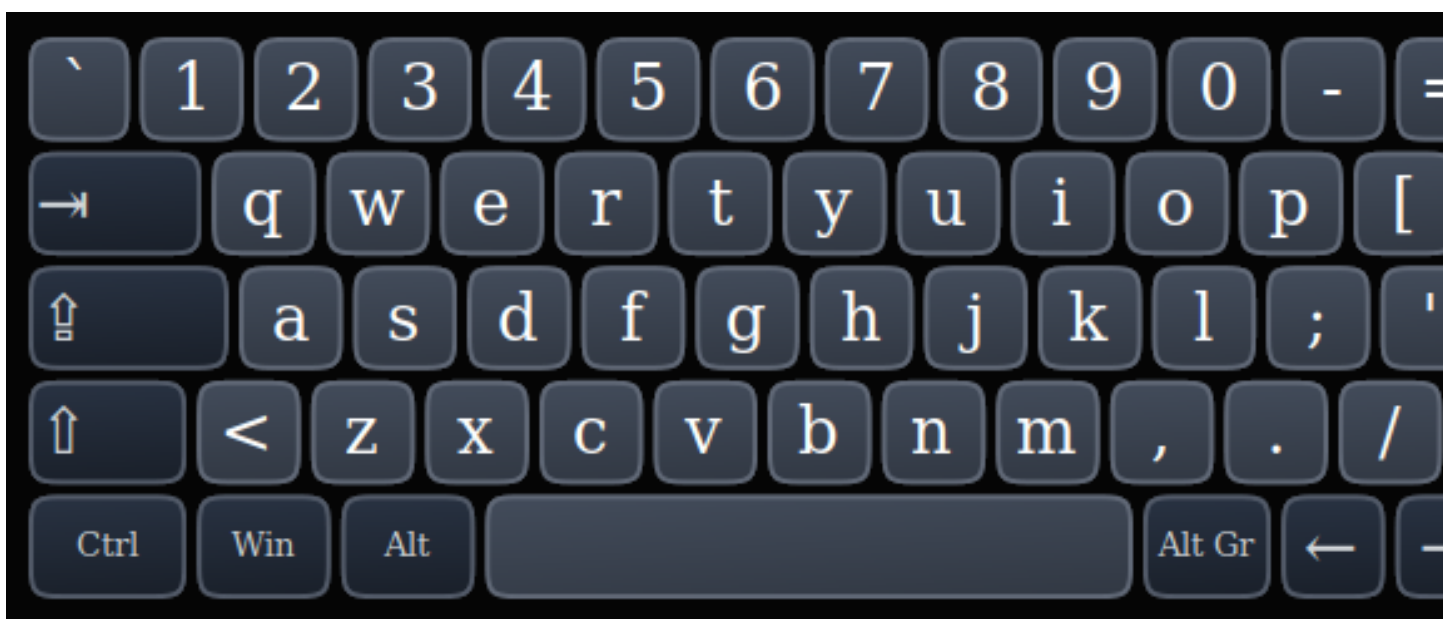 ` 1 2 3 4 5 6 7 8 9 0 - =
⇥ q w e r t y u i o p [
⇪ a s d f g h j k l ; '
⇧ < z x c v b n m , . /
Ctrl Win Alt Alt Gr ←